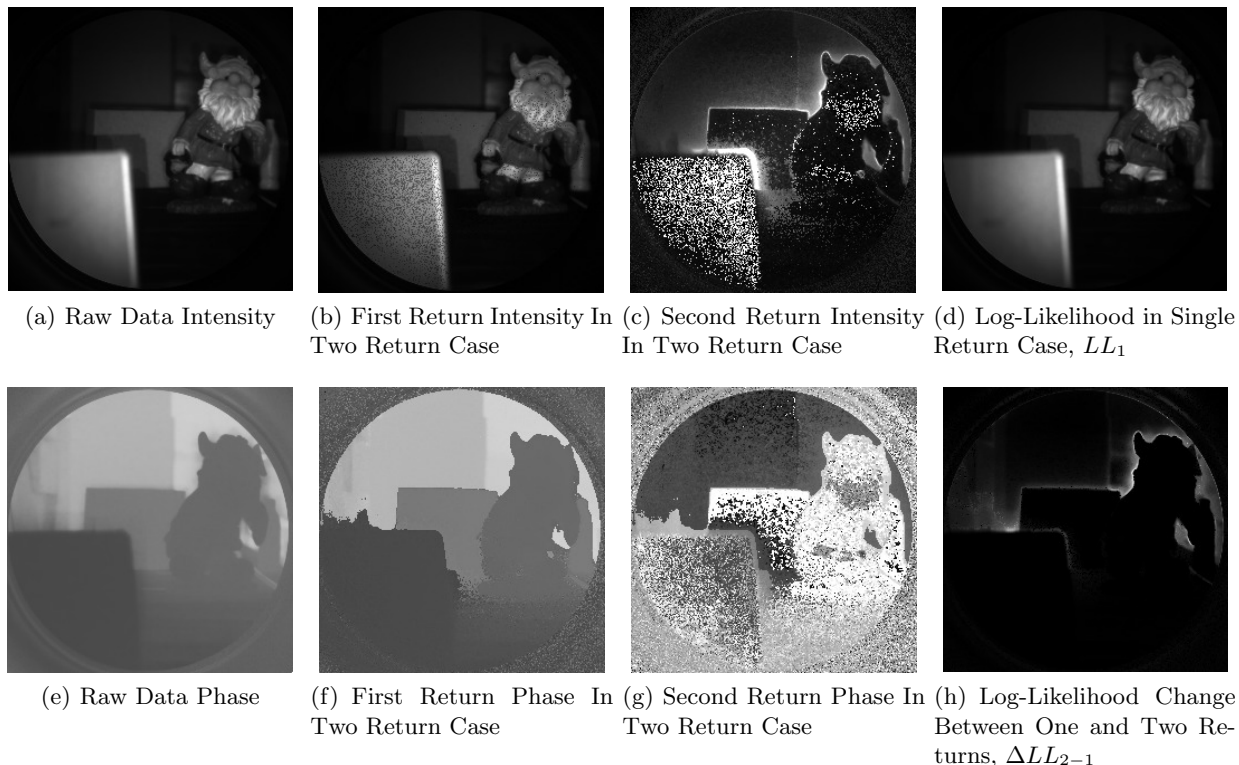 (a) Raw Data Intensity
(b) First Return Intensity In
Two Return Case
(c) Second Return Intensity
In Two Return Case
(d) Log-Likelihood in Single
Return Case, LL₁
(e) Raw Data Phase
(f) First Return Phase In
Two Return Case
(g) Second Return Phase In
Two Return Case
(h) Log-Likelihood Change
Between One and Two Re-
turns, ΔLL₂₋₁